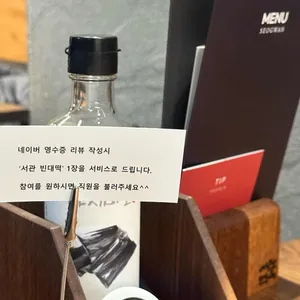 MENU
SEOGWAN
네이버 영수증 리뷰 작성시
'서관 빈대떡' 1장을 서비스로 드립니다.
참여를 원하시면 직원을 불러주세요^^
TIP